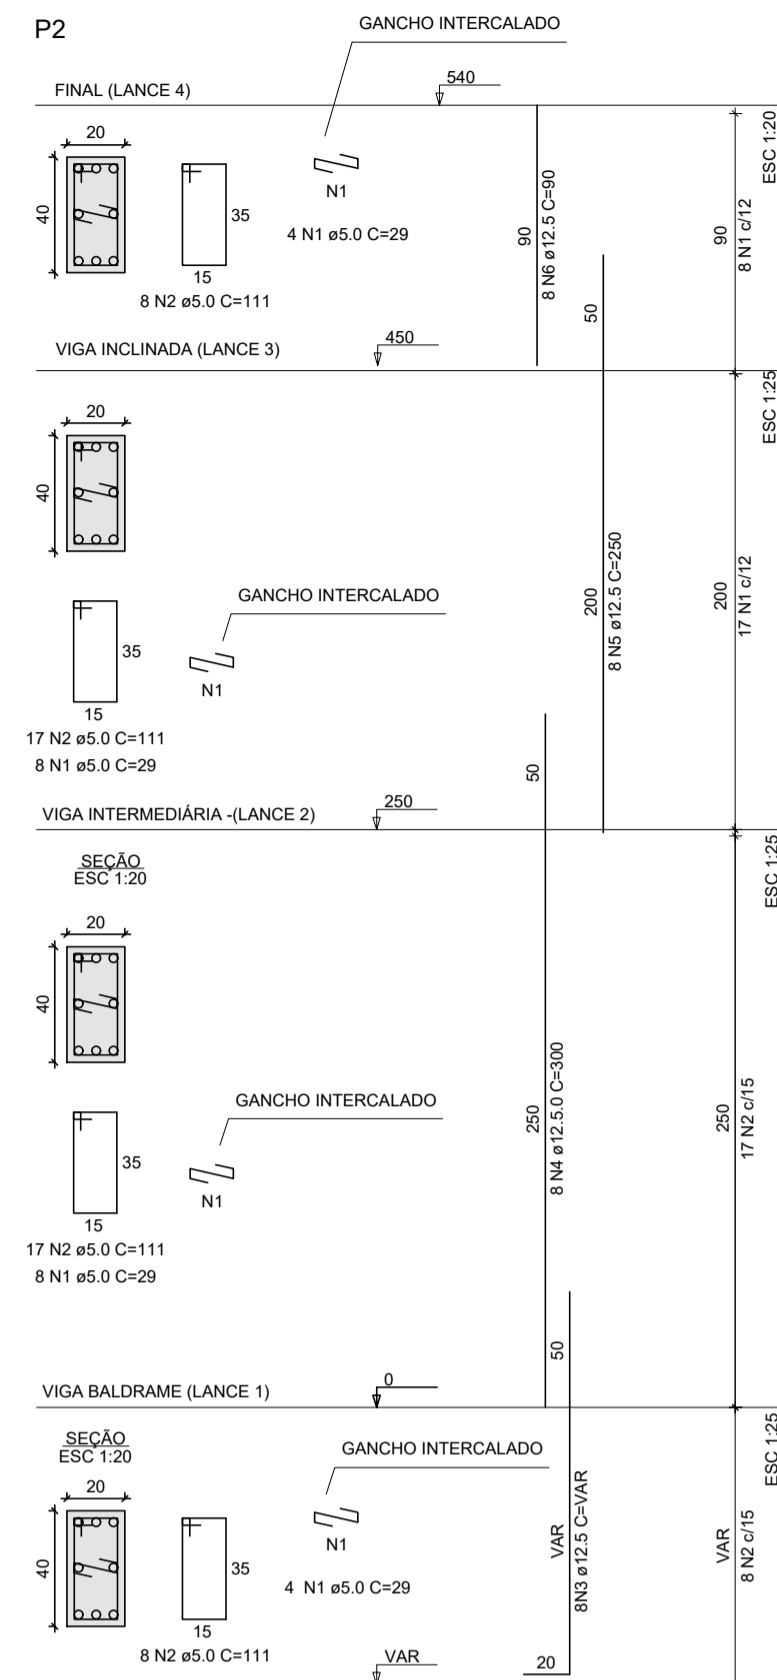 P2
GANCHO INTERCALADO
FINAL (LANCE 4)
540
ESC 1:20
20
40
35
15
8 N2 ø5.0 C=111
N1
4 N1 ø5.0 C=29
90
8 N6 ø12.5 C=90
50
90
8 N1 c/12
VIGA INCLINADA (LANCE 3)
450
ESC 1:25
20
40
GANCHO INTERCALADO
35
15
N1
17 N2 ø5.0 C=111
8 N1 ø5.0 C=29
200
8 N5 ø12.5 C=250
200
17 N1 c/12
50
VIGA INTERMEDIÁRIA -(LANCE 2)
250
ESC 1:25
SEÇÃO
ESC 1:20
20
40
GANCHO INTERCALADO
35
15
N1
17 N2 ø5.0 C=111
8 N1 ø5.0 C=29
250
8 N4 ø12.5.0 C=300
250
17 N2 c/15
50
VIGA BALDRAME (LANCE 1)
0
ESC 1:25
SEÇÃO
ESC 1:20
GANCHO INTERCALADO
20
40
35
15
8 N2 ø5.0 C=111
N1
4 N1 ø5.0 C=29
VAR
8N3 ø12.5 C=VAR
VAR
8 N2 c/15
VAR
20